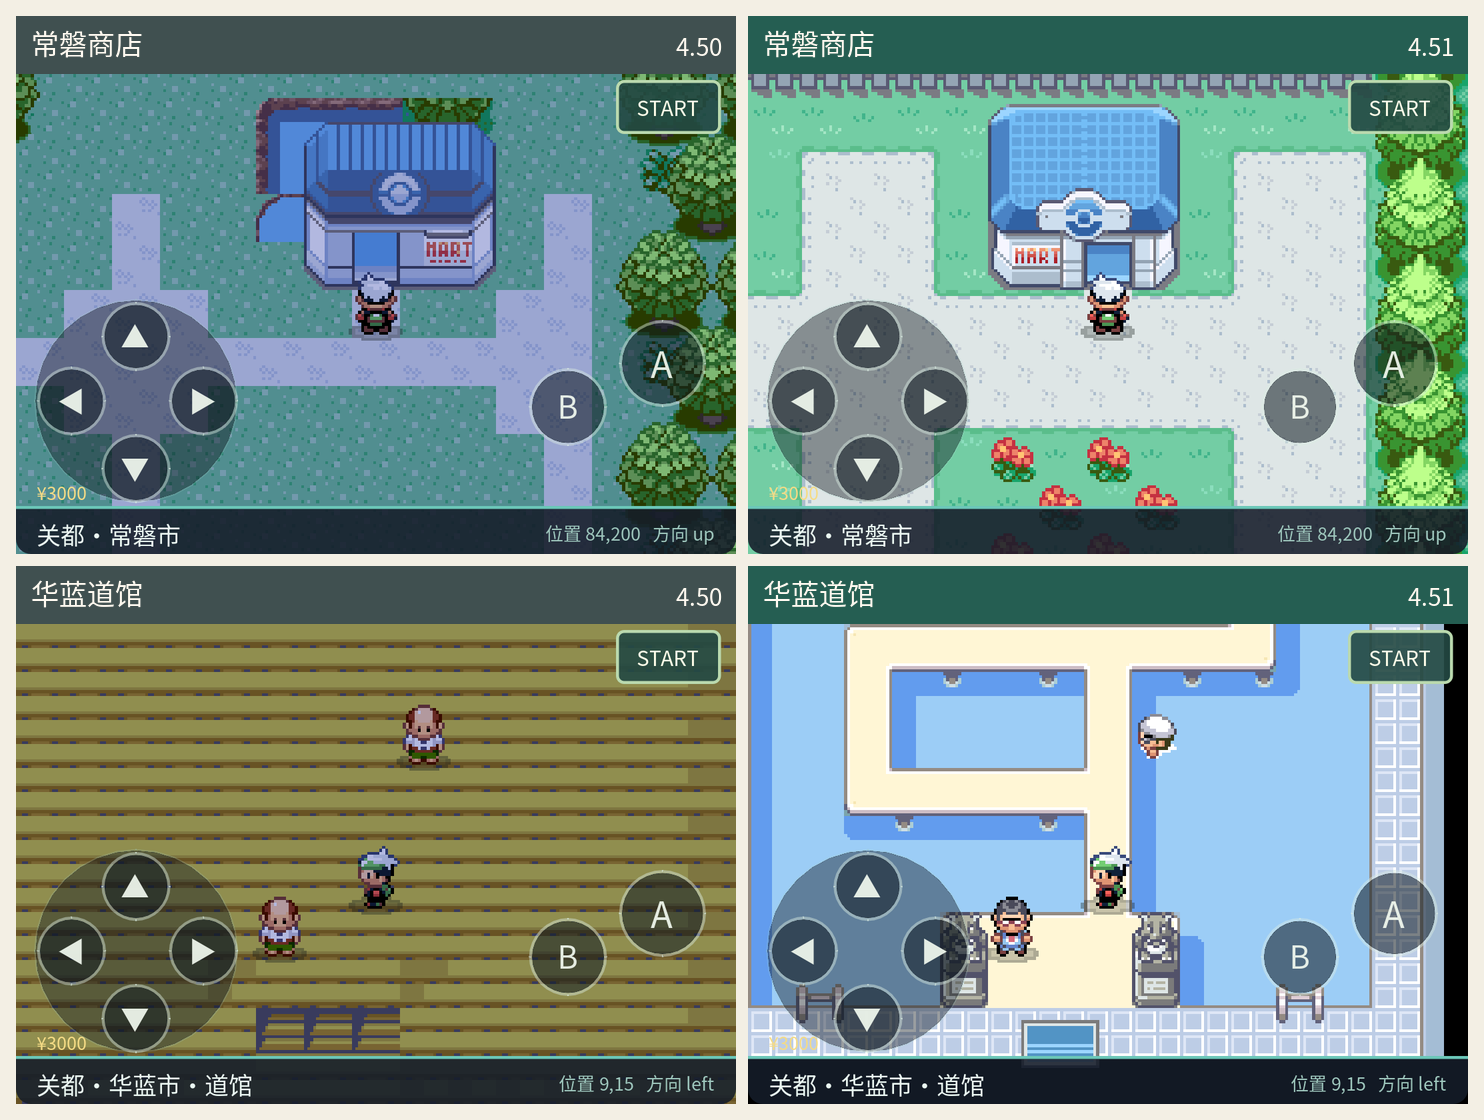 常磐商店
4.50
START
MART
A
B
¥3000
关都・常磐市
位置 84,200 方向 up
常磐商店
4.51
START
MART
A
B
¥3000
关都・常磐市
位置 84,200 方向 up
华蓝道馆
4.50
START
A
B
¥3000
关都・华蓝市・道馆
位置 9,15 方向 left
华蓝道馆
4.51
START
A
B
¥3000
关都・华蓝市・道馆
位置 9,15 方向 left